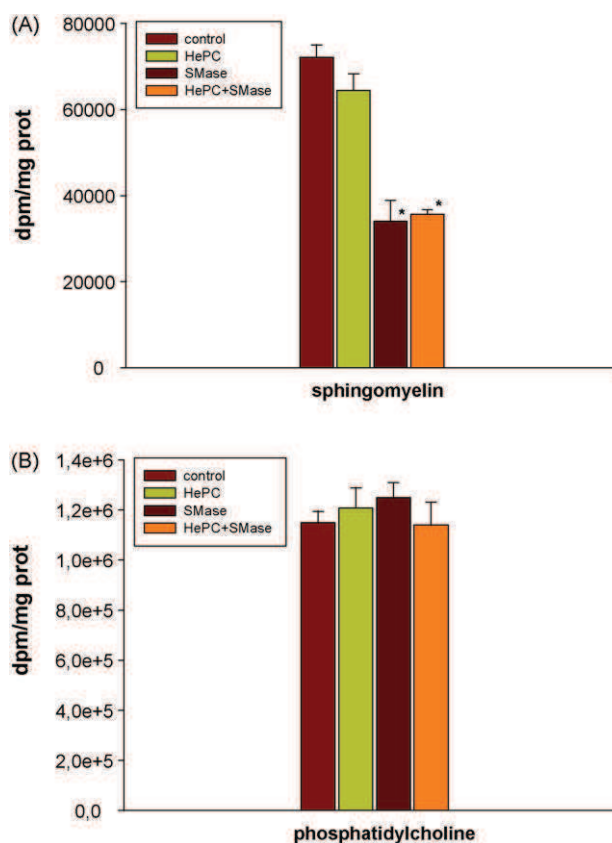 (A)
80000
60000
40000
20000
0
dpm/mg prot
control
HePC
SMase
HePC+SMase
*
*
sphingomyelin
(B)
1,4e+6
1,2e+6
1,0e+6
8,0e+5
6,0e+5
4,0e+5
2,0e+5
0,0
dpm/mg prot
control
HePC
SMase
HePC+SMase
phosphatidylcholine